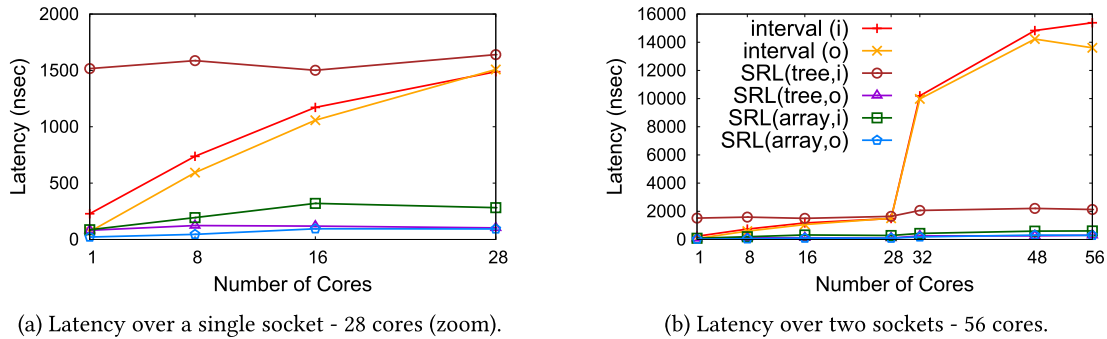 2000
1500
1000
500
0
Latency (nsec)
1 8 16 28
Number of Cores
(a) Latency over a single socket - 28 cores (zoom).
16000
14000
12000
10000
8000
6000
4000
2000
0
Latency (nsec)
interval (i)
interval (o)
SRL(tree,i)
SRL(tree,o)
SRL(array,i)
SRL(array,o)
1 8 16 28 32 48 56
Number of Cores
(b) Latency over two sockets - 56 cores.